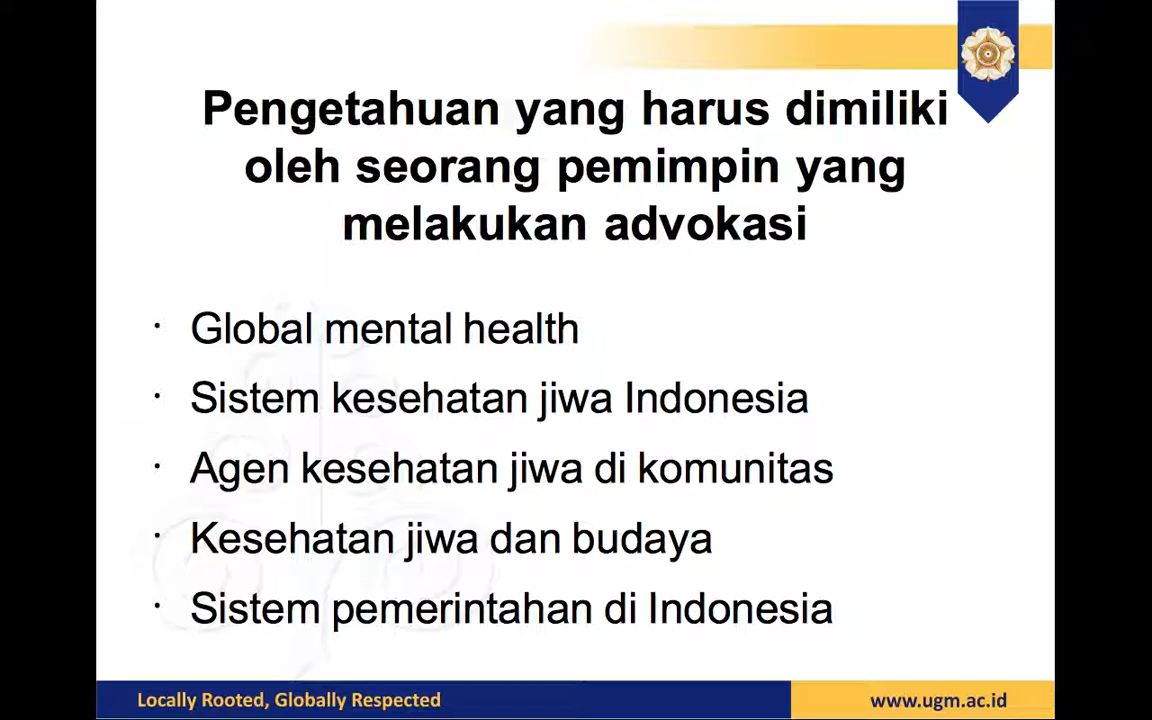 Pengetahuan yang harus dimiliki
oleh seorang pemimpin yang
melakukan advokasi
· Global mental health
· Sistem kesehatan jiwa Indonesia
· Agen kesehatan jiwa di komunitas
· Kesehatan jiwa dan budaya
· Sistem pemerintahan di Indonesia
Locally Rooted, Globally Respected
www.ugm.ac.id